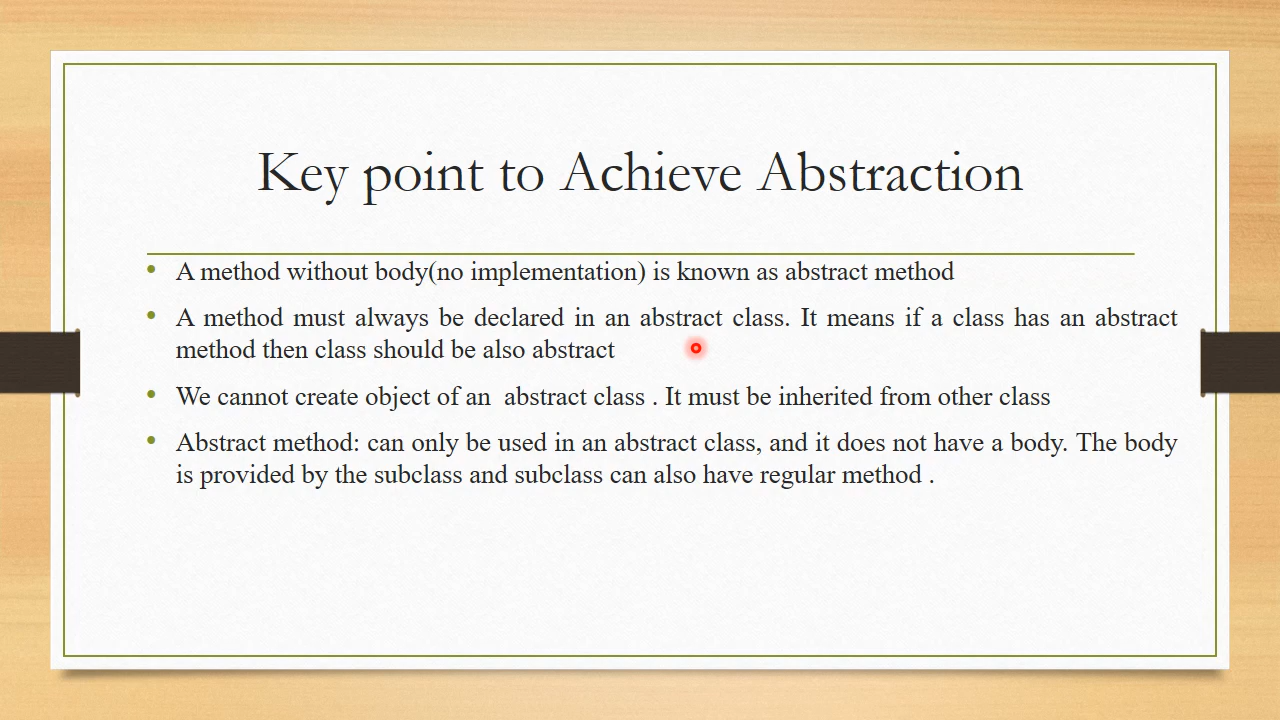 Key point to Achieve Abstraction
• A method without body(no implementation) is known as abstract method
• A method must always be declared in an abstract class. It means if a class has an abstract
method then class should be also abstract
• We cannot create object of an  abstract class . It must be inherited from other class
• Abstract method: can only be used in an abstract class, and it does not have a body. The body
is provided by the subclass and subclass can also have regular method .